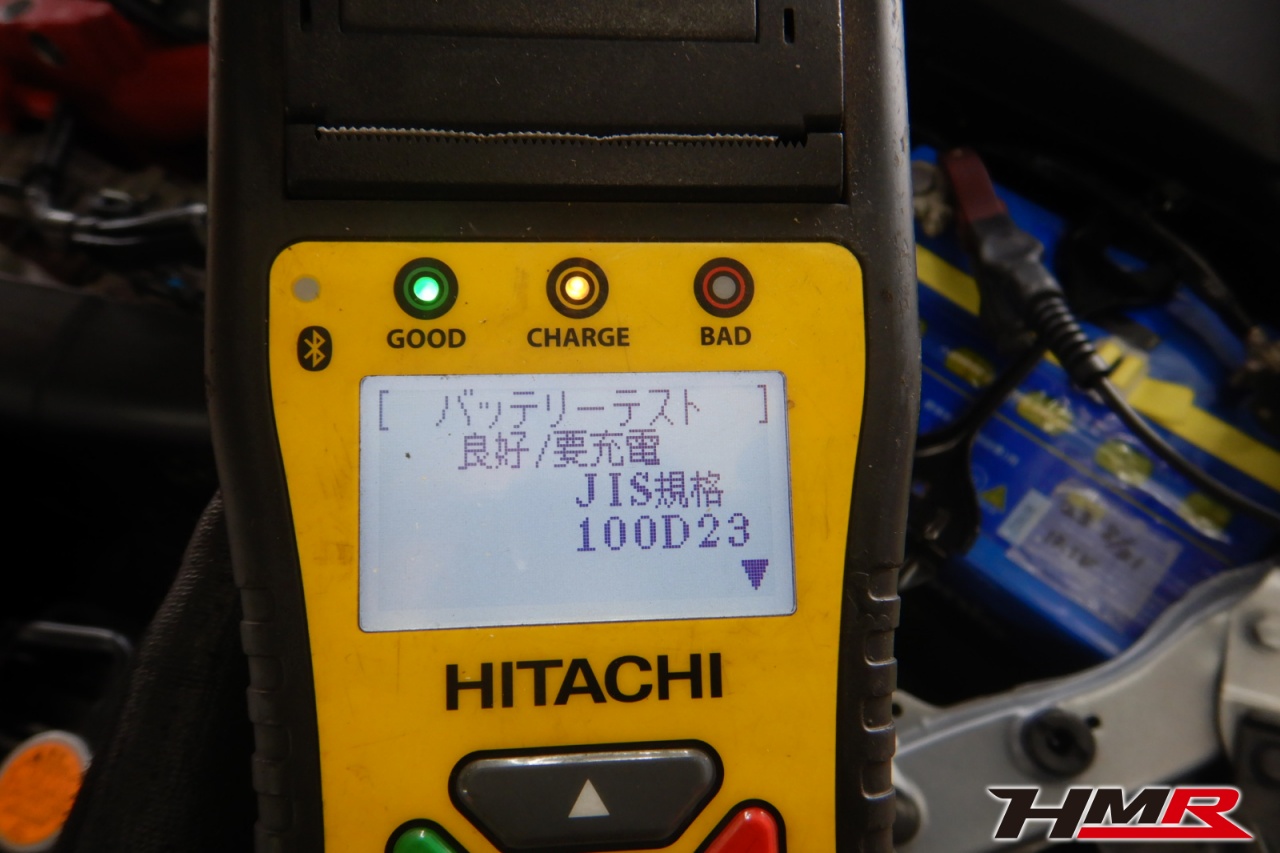 GOOD CHARGE BAD
[ バッテリーテスト ]
良好/要充電
JIS規格
100D23
▼
HITACHI
▲
HMR